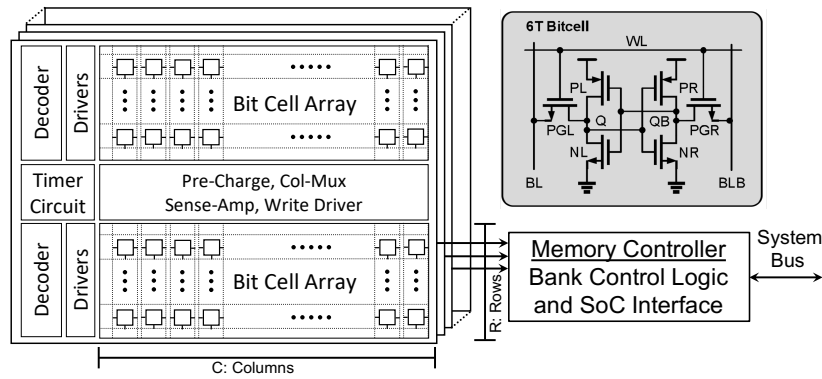 Decoder
Drivers
Bit Cell Array
Timer
Circuit
Pre-Charge, Col-Mux
Sense-Amp, Write Driver
Decoder
Drivers
Bit Cell Array
C: Columns
R: Rows
6T Bitcell
WL
PL
PR
PGL
Q
QB
PGR
NL
NR
BL
BLB
Memory Controller
Bank Control Logic
and SoC Interface
System
Bus